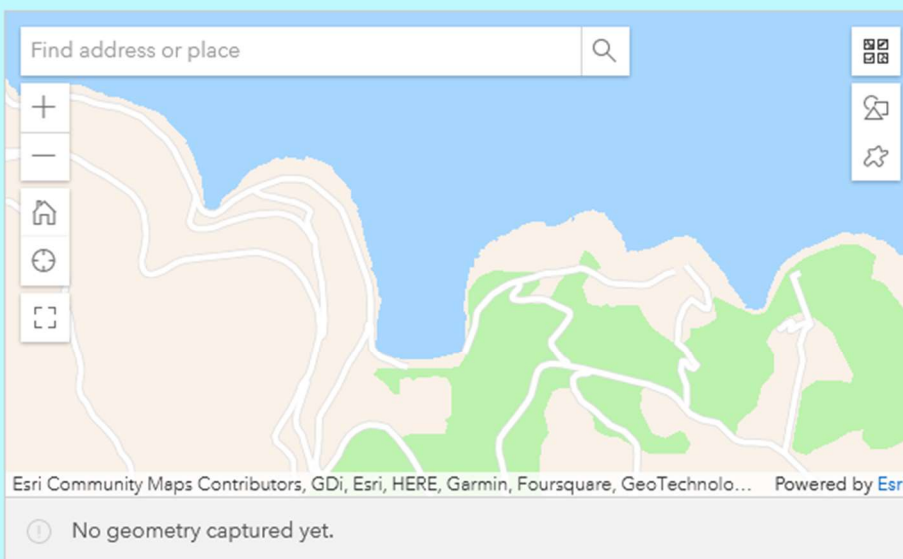 Find address or place
Esri Community Maps Contributors, GDi, Esri, HERE, Garmin, Foursquare, GeoTechnolo... Powered by Esr
No geometry captured yet.